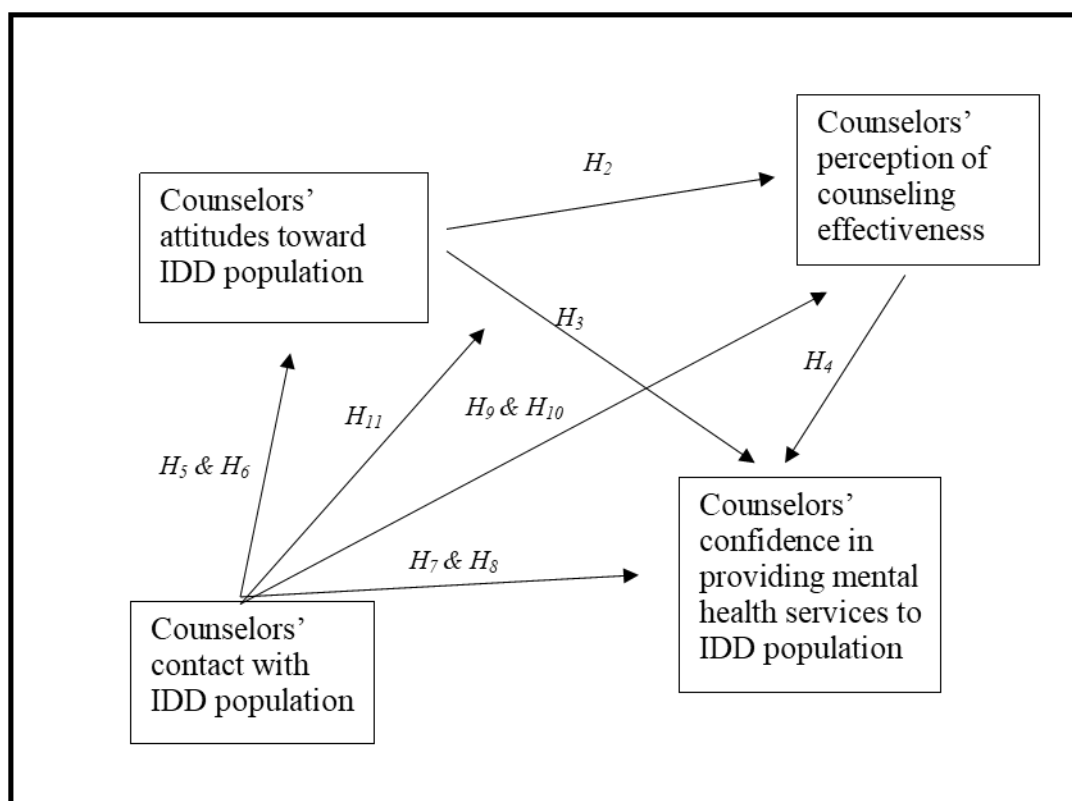 Counselors’
perception of
counseling
effectiveness
H₂
Counselors’
attitudes toward
IDD population
H₃
H₄
H₁₁
H₉ & H₁₀
H₅ & H₆
Counselors’
confidence in
providing mental
health services to
IDD population
H₇ & H₈
Counselors’
contact with
IDD population